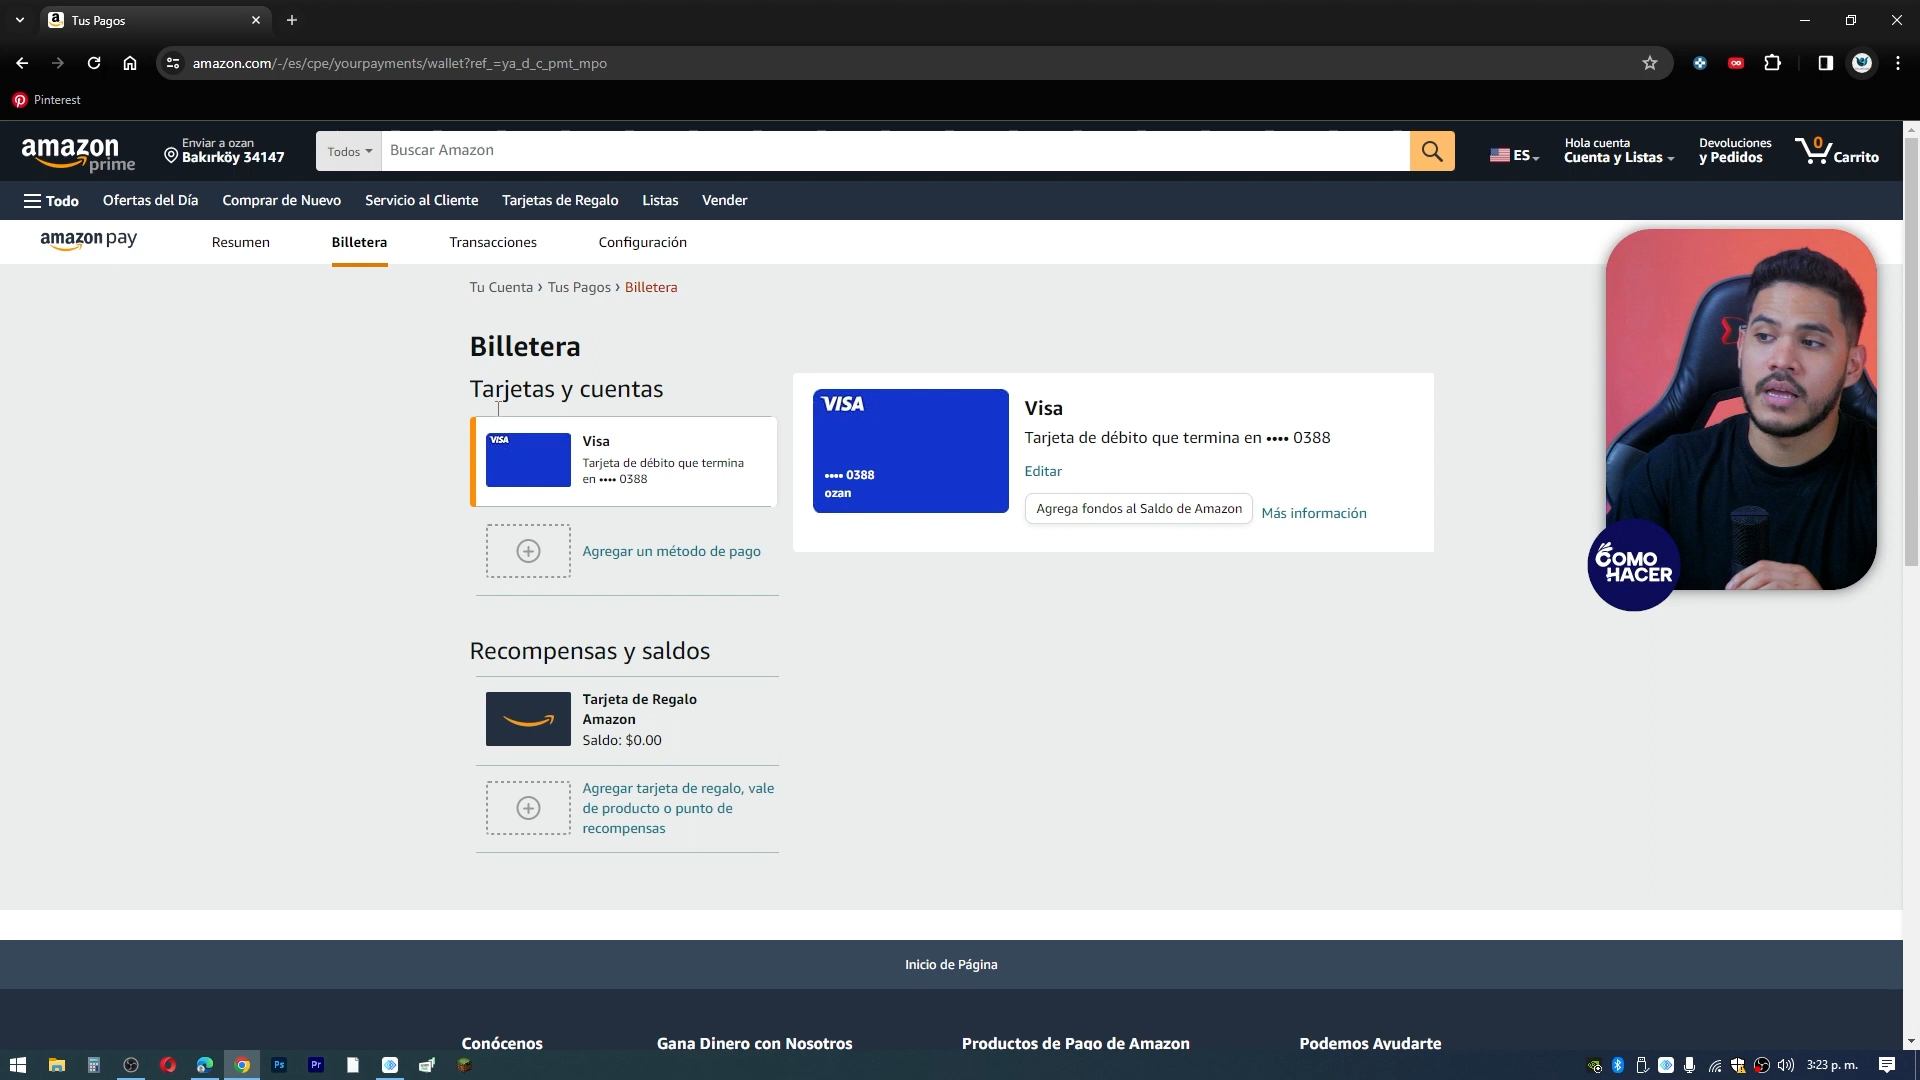 Tus Pagos
amazon.com/-/es/cpe/yourpayments/wallet?ref_=ya_d_c_pmt_mpo
Pinterest
amazon prime
Enviar a ozan
Bakırköy 34147
Todos
Buscar Amazon
ES
Hola cuenta
Cuenta y Listas
Devoluciones
y Pedidos
0
Carrito
Todo
Ofertas del Día
Comprar de Nuevo
Servicio al Cliente
Tarjetas de Regalo
Listas
Vender
amazon pay
Resumen
Billetera
Transacciones
Configuración
Tu Cuenta › Tus Pagos › Billetera
Billetera
Tarjetas y cuentas
VISA
Visa
Tarjeta de débito que termina
en •••• 0388
Agregar un método de pago
VISA
•••• 0388
ozan
Visa
Tarjeta de débito que termina en •••• 0388
Editar
Agrega fondos al Saldo de Amazon
Más información
COMO
HACER
Recompensas y saldos
Tarjeta de Regalo
Amazon
Saldo: $0.00
Agregar tarjeta de regalo, vale
de producto o punto de
recompensas
Inicio de Página
Conócenos
Gana Dinero con Nosotros
Productos de Pago de Amazon
Podemos Ayudarte
Ps
Pr
3:23 p. m.